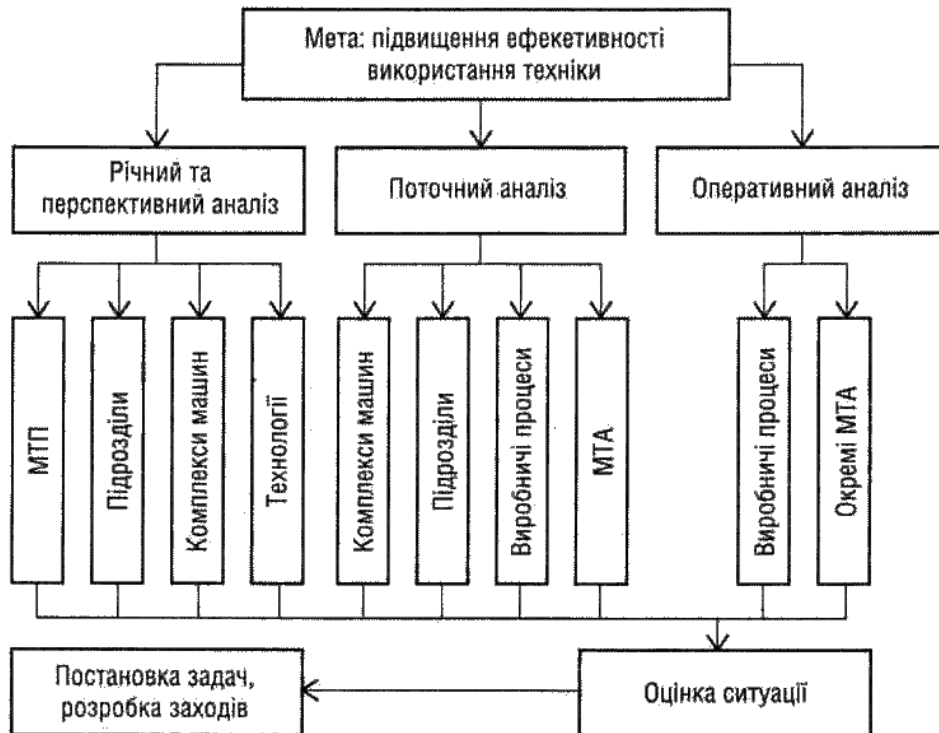 Мета: підвищення ефекетивності
використання техніки
Річний та
перспективний аналіз
Поточний аналіз
Оперативний аналіз
МТП
Підрозділи
Комплекси машин
Технології
Комплекси машин
Підрозділи
Виробничі процеси
МТА
Виробничі процеси
Окремі МТА
Постановка задач,
розробка заходів
Оцінка ситуації